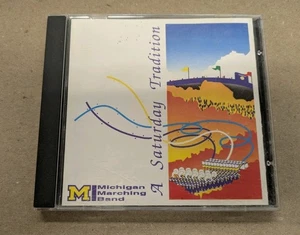 A Saturday Tradition
M
Michigan
Marching
Band